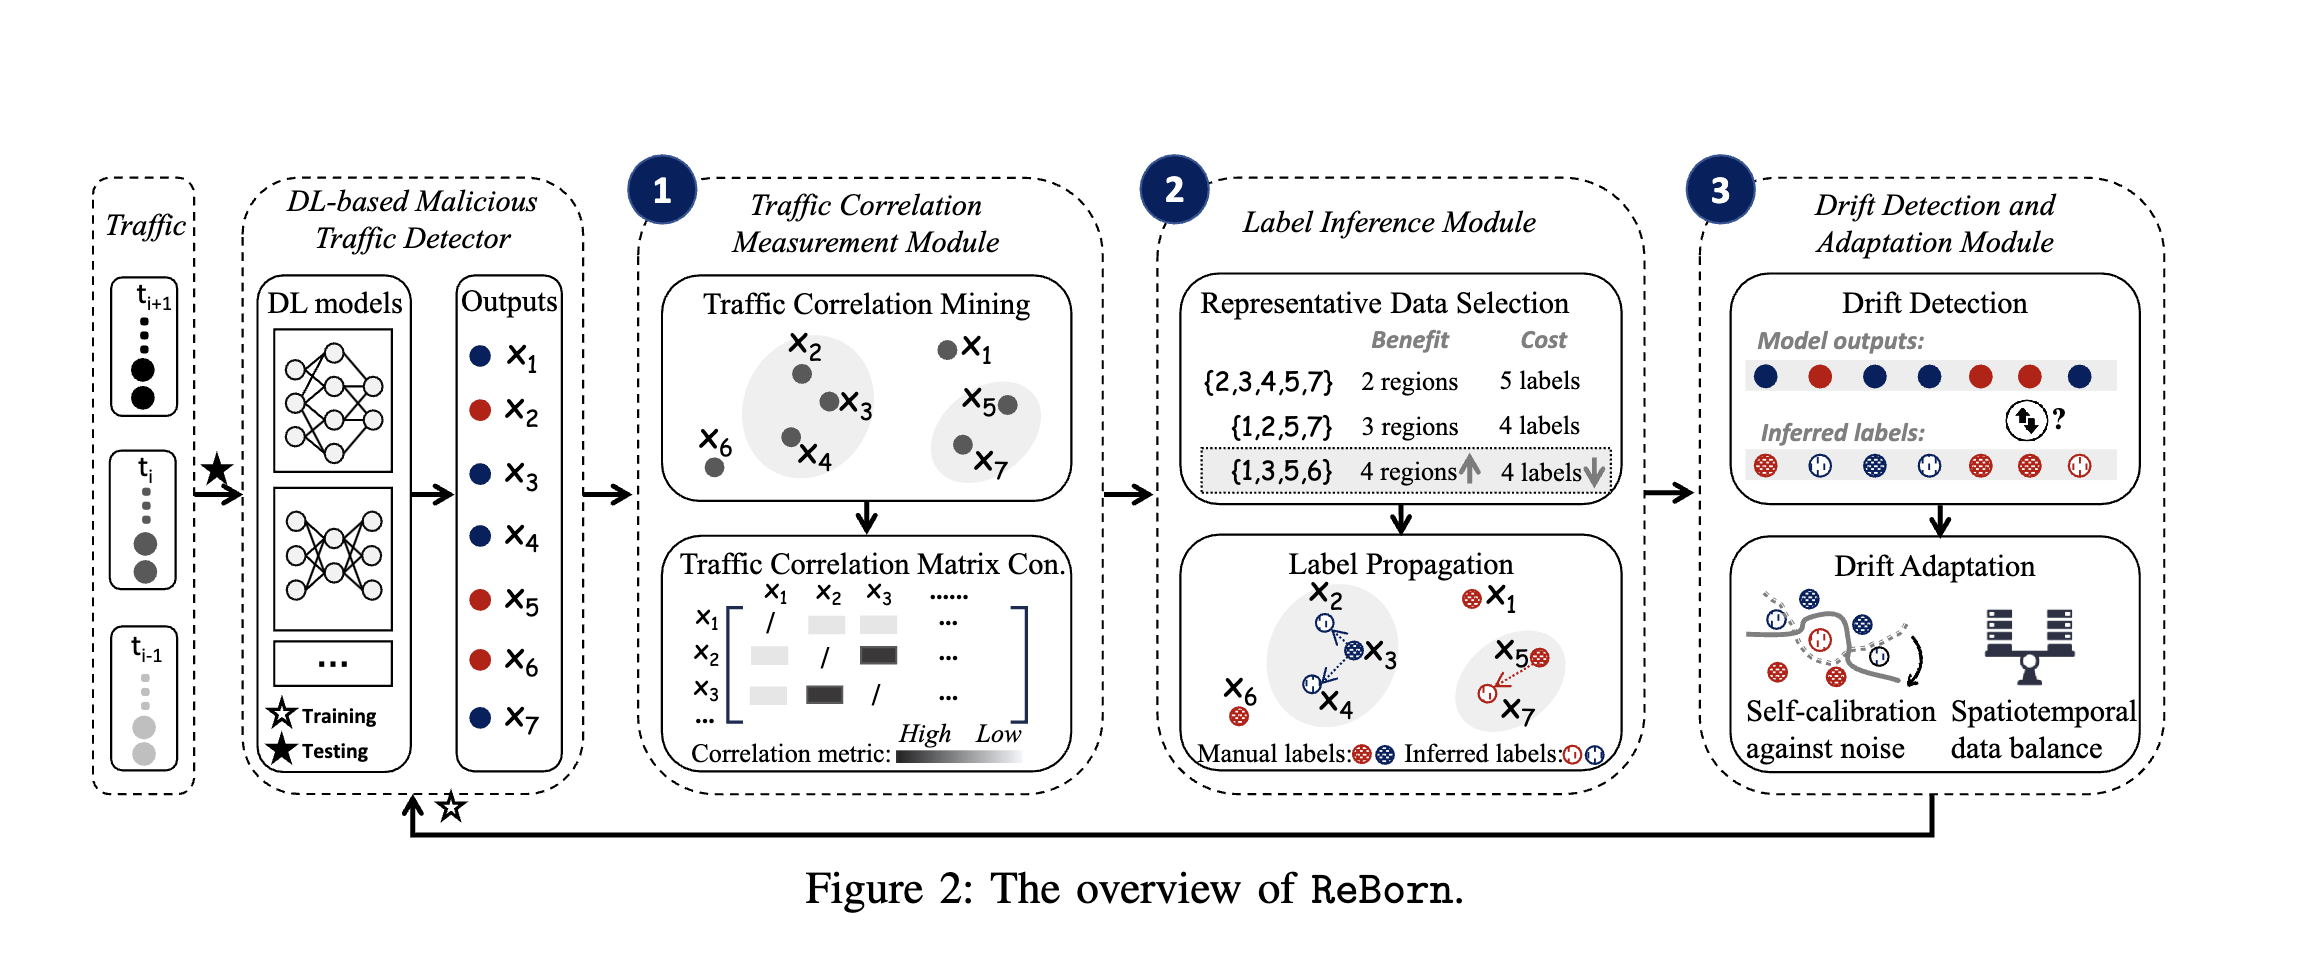 Traffic
t_{i+1}
t_i
t_{i-1}
DL-based Malicious
Traffic Detector
DL models
...
Training
Testing
Outputs
x_1
x_2
x_3
x_4
x_5
x_6
x_7
1
Traffic Correlation
Measurement Module
Traffic Correlation Mining
x_2
x_1
x_3
x_5
x_6
x_4
x_7
Traffic Correlation Matrix Con.
x_1 x_2 x_3 ......
x_1 / ...
x_2 / ...
x_3 / ...
...
High Low
Correlation metric:
2
Label Inference Module
Representative Data Selection
Benefit Cost
{2,3,4,5,7} 2 regions 5 labels
{1,2,5,7} 3 regions 4 labels
{1,3,5,6} 4 regions 4 labels
Label Propagation
x_2
x_1
x_3
x_5
x_6
x_4
x_7
Manual labels: Inferred labels:
3
Drift Detection and
Adaptation Module
Drift Detection
Model outputs:
?
Inferred labels:
Drift Adaptation
Self-calibration
against noise
Spatiotemporal
data balance
Figure 2: The overview of ReBorn.